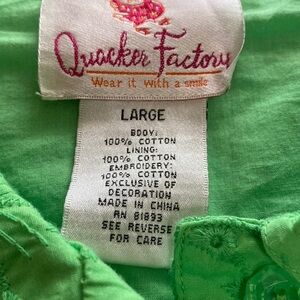 Quacker Factory
Wear it with a smile
LARGE
BODY:
100% COTTON
LINING:
100% COTTON
EMBROIDERY:
100% COTTON
EXCLUSIVE OF
DECORATION
MADE IN CHINA
RN 81893
SEE REVERSE
FOR CARE